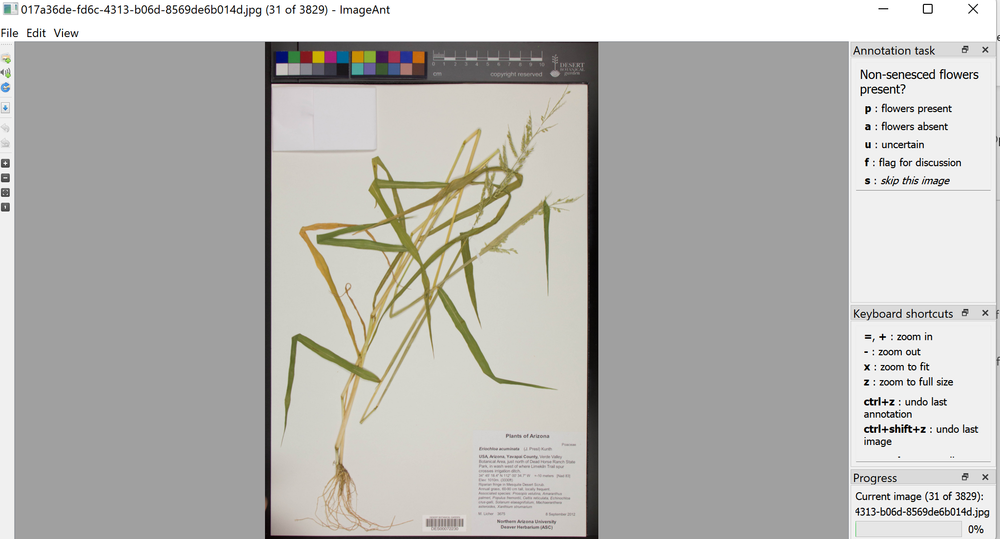 017a36de-fd6c-4313-b06d-8569de6b014d.jpg (31 of 3829) - ImageAnt
File Edit View
0 1 2 3 4 5 6 7 8 9 10
cm copyright reserved
DESERT
BOTANICAL
garden
Plants of Arizona
Poaceae
Eriochloa acuminata (J. Presl) Kunth
USA, Arizona, Yavapai County, Verde Valley
Botanical Area, just north of Dead Horse Ranch State
Park, in wash west of where Limekiln Trail spur
crosses irrigation ditch.
34° 45' 18.4" N 112° 00' 34.7" W +-10 meters [Nad 83]
Elev. 1010m. (3330ft)
Riparian fringe in Mesquite Desert Scrub.
Annual grass, 60-90 cm tall, locally frequent.
Associated species: Prosopis velutina, Amaranthus
palmeri, Populus fremontii, Celtis reticulata, Echinochloa
crus-galli, Solanum elaeagnifolium, Machaeranthera
asteroides, Xanthium strumarium
M. Licher 3675 8 September 2012
Northern Arizona University
Deaver Herbarium (ASC)
DESERT BOTANICAL GARDEN
DES00072230
Annotation task
Non-senesced flowers
present?
p : flowers present
a : flowers absent
u : uncertain
f : flag for discussion
s : skip this image
Keyboard shortcuts
=, + : zoom in
- : zoom out
x : zoom to fit
z : zoom to full size
ctrl+z : undo last
annotation
ctrl+shift+z : undo last
image
Progress
Current image (31 of 3829):
4313-b06d-8569de6b014d.jpg
0%